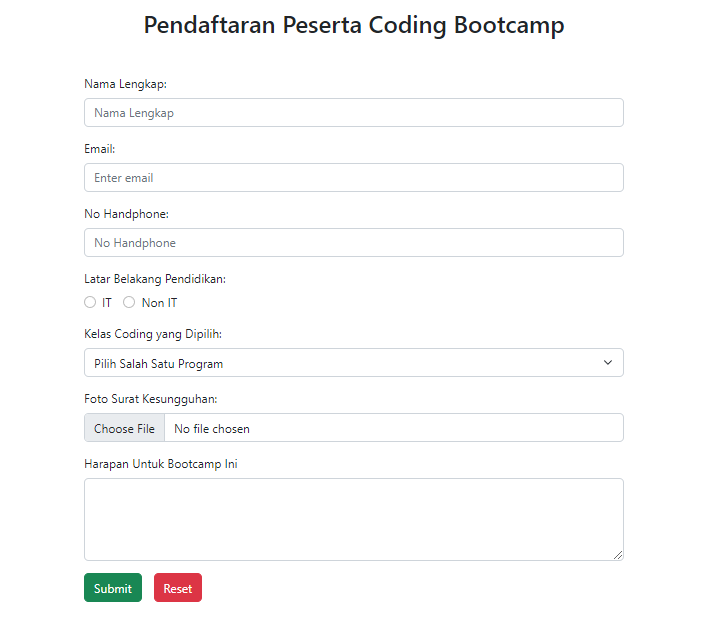 Pendaftaran Peserta Coding Bootcamp
Nama Lengkap:
Nama Lengkap
Email:
Enter email
No Handphone:
No Handphone
Latar Belakang Pendidikan:
IT Non IT
Kelas Coding yang Dipilih:
Pilih Salah Satu Program
Foto Surat Kesungguhan:
Choose File No file chosen
Harapan Untuk Bootcamp Ini
Submit Reset